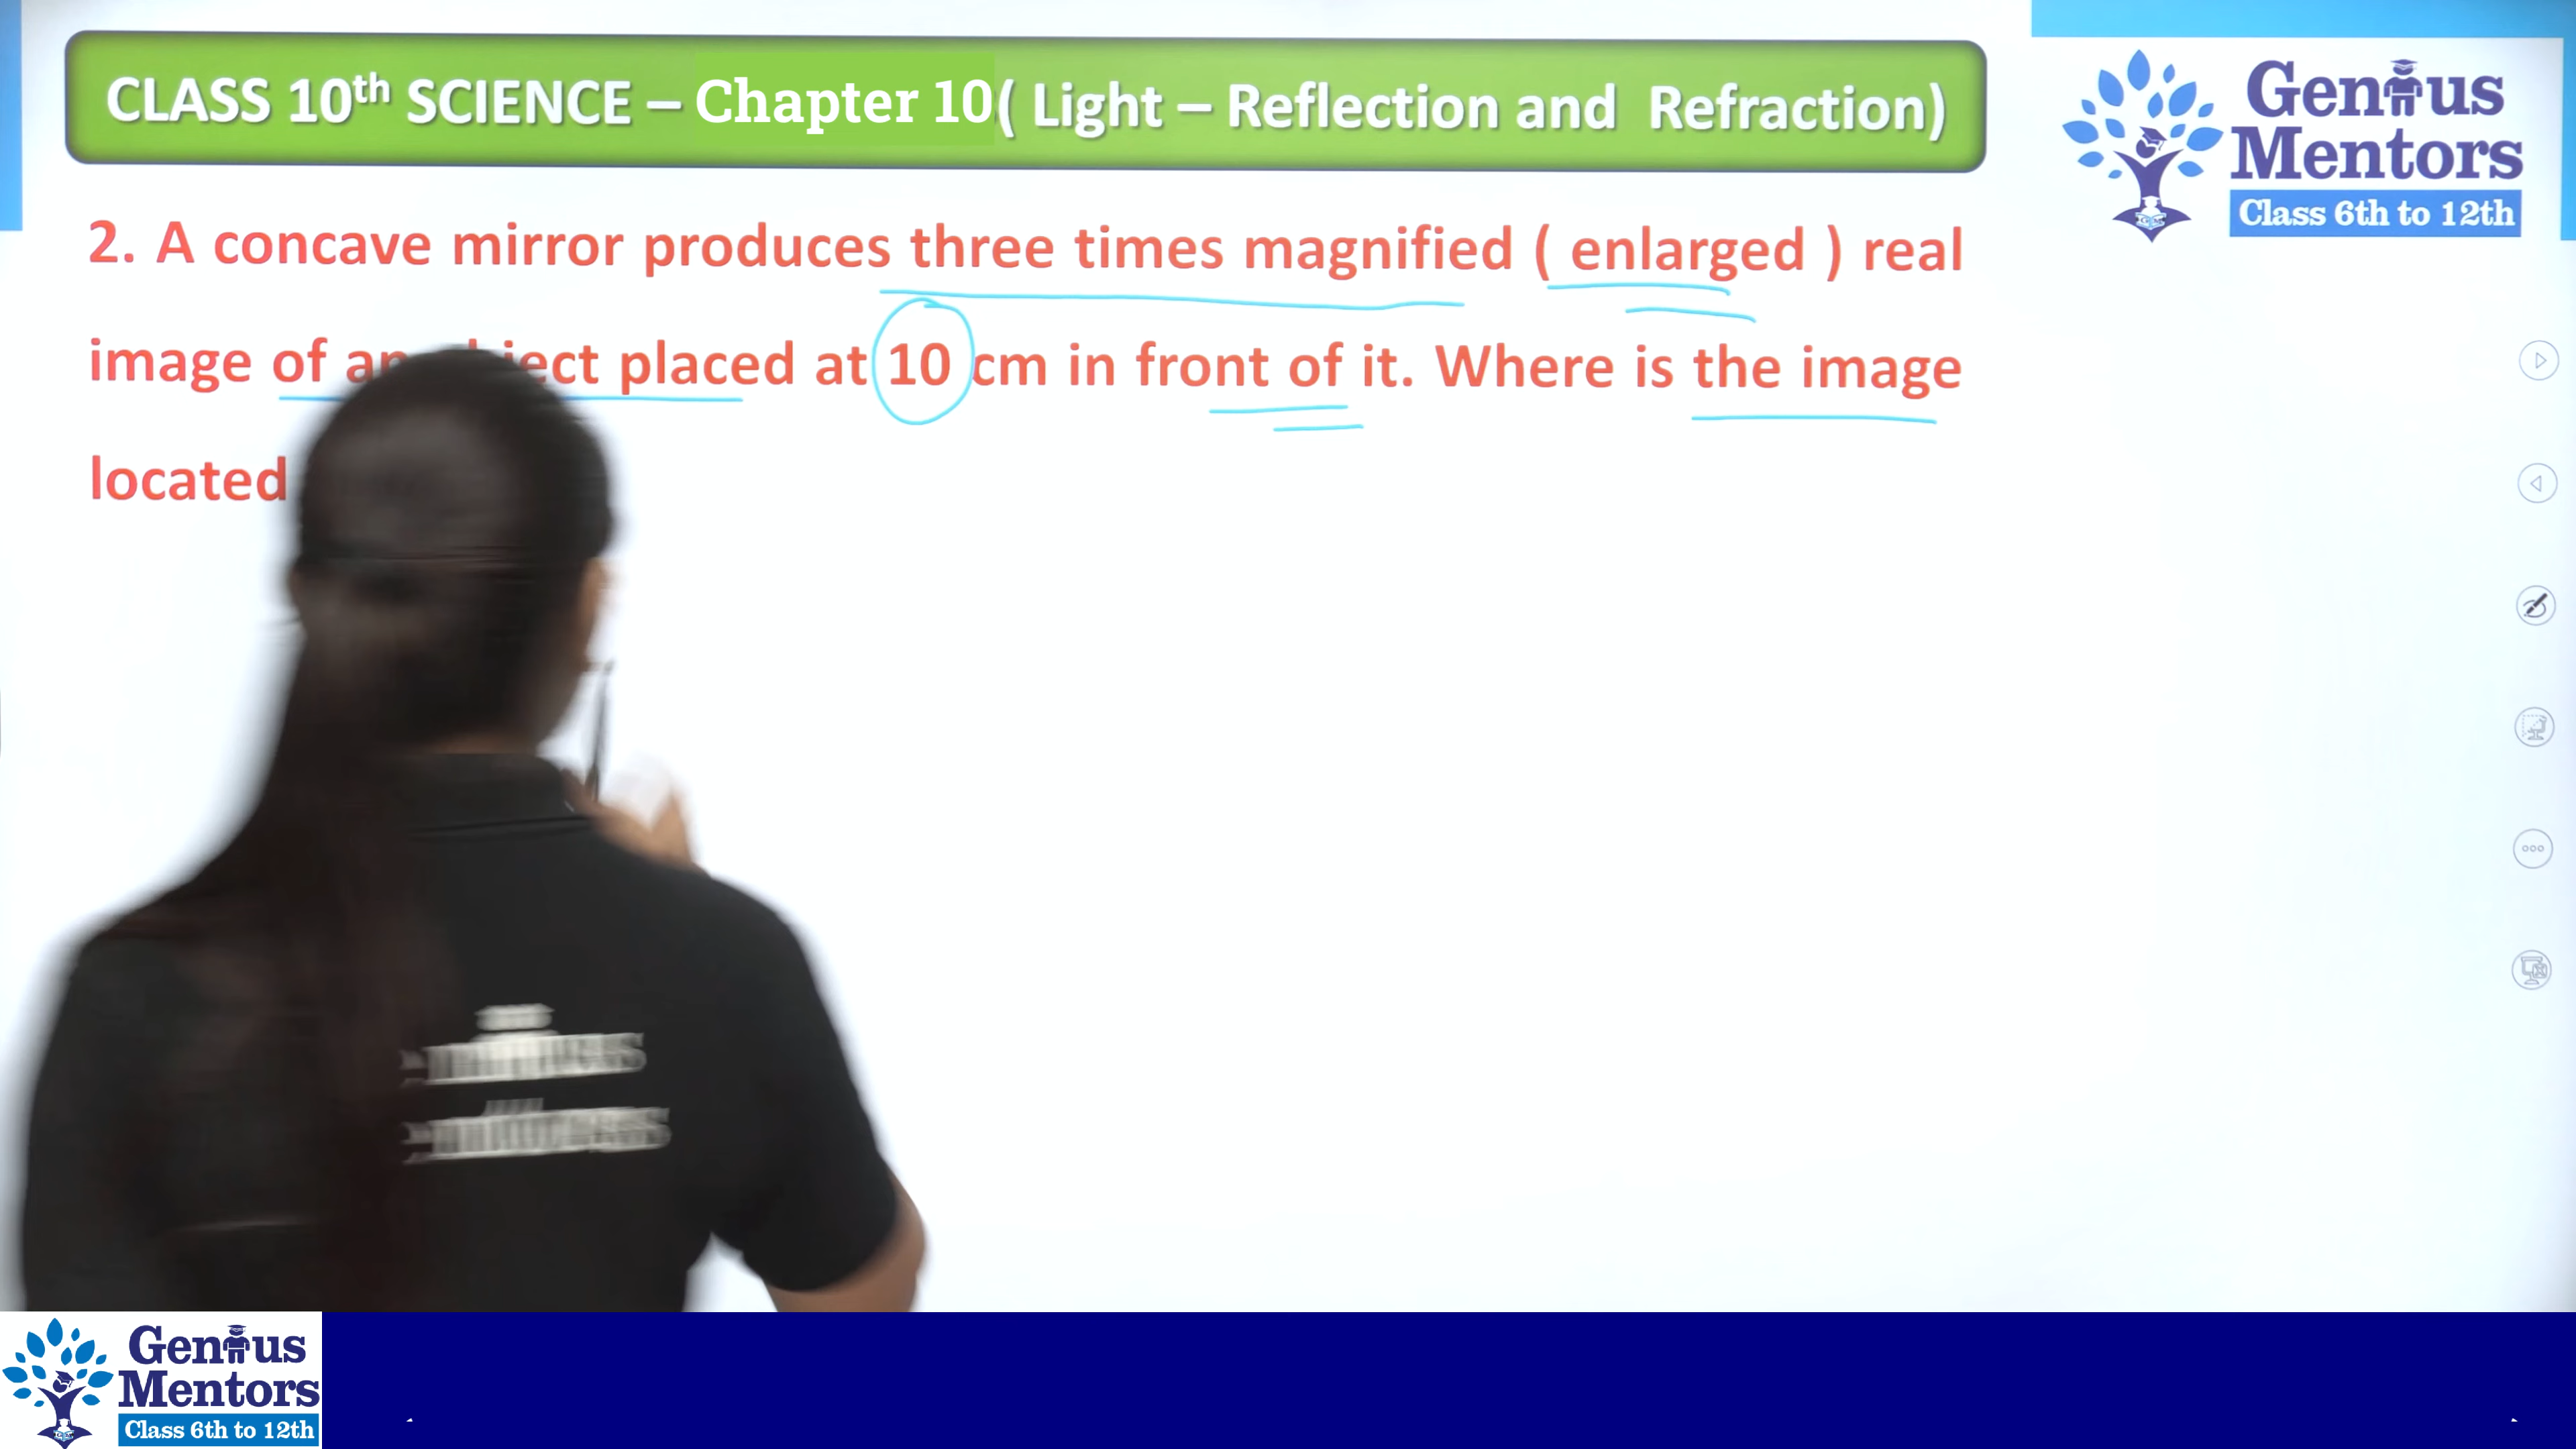 CLASS 10th SCIENCE – Chapter 10 ( Light – Reflection and Refraction)
Genius
Mentors
Class 6th to 12th
2. A concave mirror produces three times magnified ( enlarged ) real
image of an object placed at 10 cm in front of it. Where is the image
located
Genius
Mentors
Class 6th to 12th